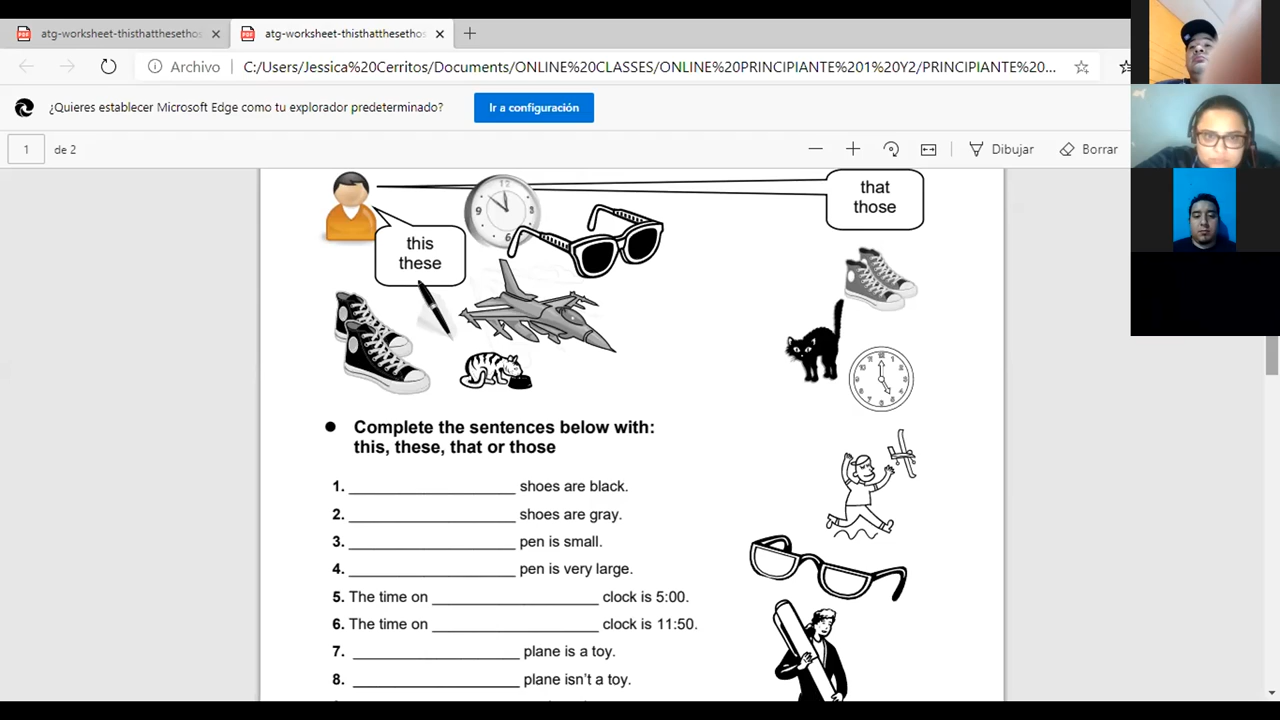 atg-worksheet-thisthatthesethos
atg-worksheet-thisthatthesethos
Archivo
C:/Users/Jessica%20Cerritos/Documents/ONLINE%20CLASSES/ONLINE%20PRINCIPIANTE%201%20Y2/PRINCIPIANTE%20...
¿Quieres establecer Microsoft Edge como tu explorador predeterminado?
Ir a configuración
1 de 2
Dibujar
Borrar
that
those
this
these
● Complete the sentences below with:
this, these, that or those
1. ____________________ shoes are black.
2. ____________________ shoes are gray.
3. ____________________ pen is small.
4. ____________________ pen is very large.
5. The time on ____________________ clock is 5:00.
6. The time on ____________________ clock is 11:50.
7. ____________________ plane is a toy.
8. ____________________ plane isn't a toy.